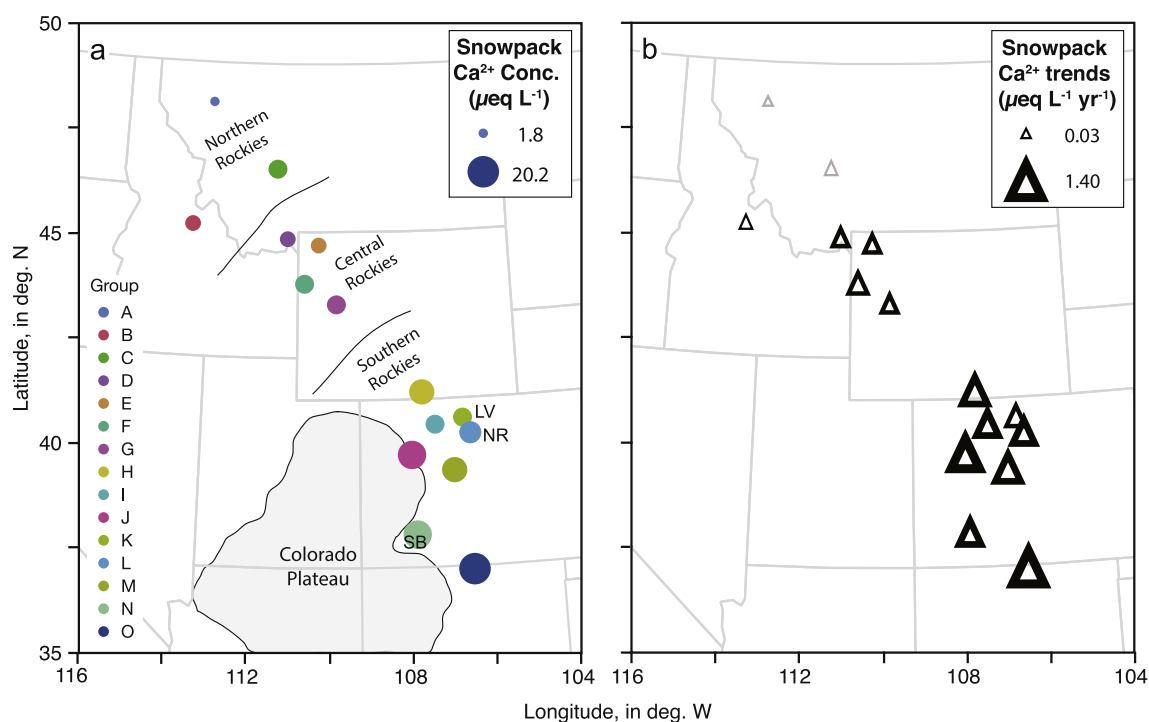 a
Snowpack
Ca²⁺ Conc.
(µeq L⁻¹)
1.8
20.2
Northern
Rockies
Central
Rockies
Southern
Rockies
Group
A
B
C
D
E
F
G
H
I
J
K
L
M
N
O
LV
NR
SB
Colorado
Plateau
50
45
40
35
116
112
108
104
Latitude, in deg. N
b
Snowpack
Ca²⁺ trends
(µeq L⁻¹ yr⁻¹)
0.03
1.40
116
112
108
104
Longitude, in deg. W